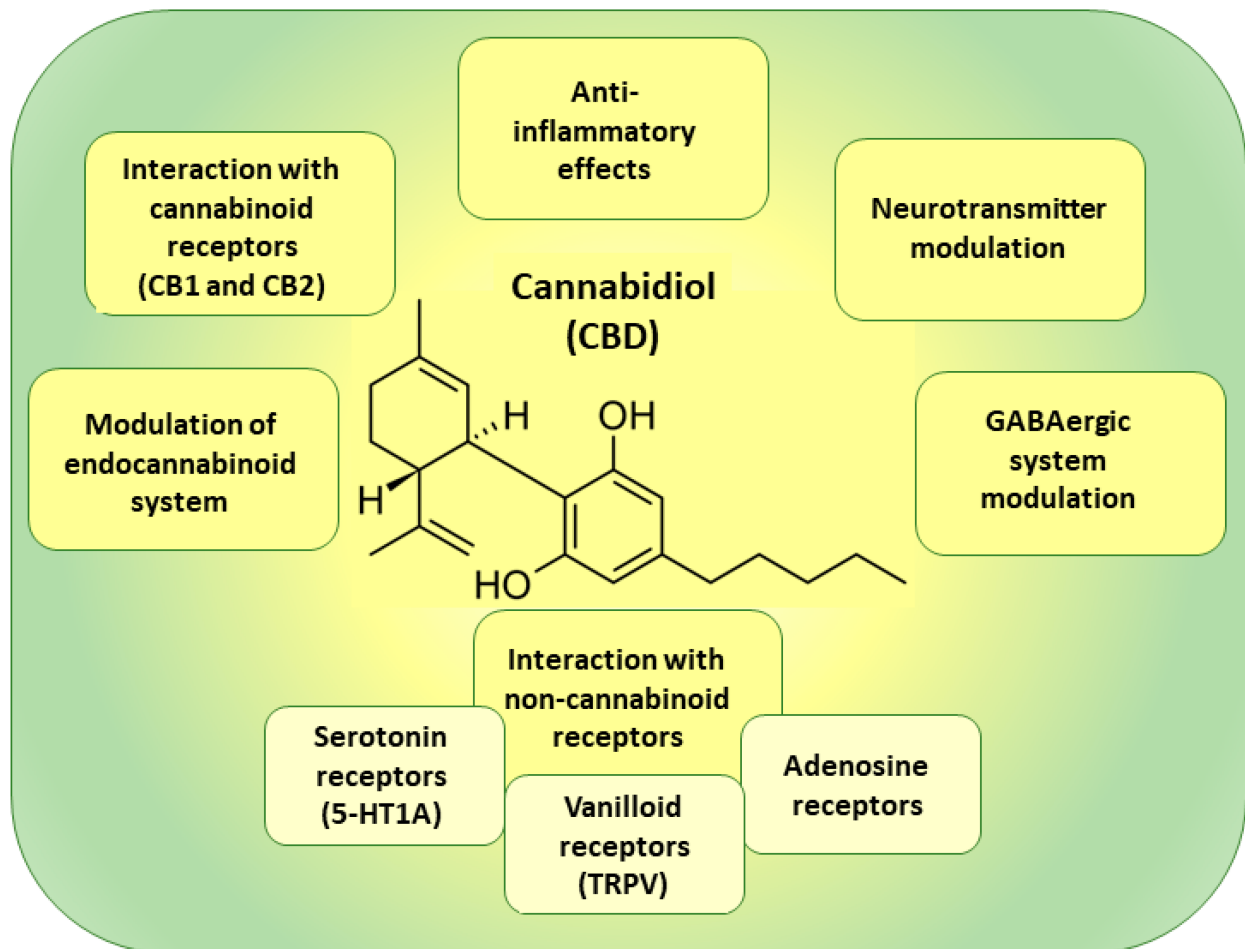 Anti-
inflammatory
effects
Interaction with
cannabinoid
receptors
(CB1 and CB2)
Neurotransmitter
modulation
Cannabidiol
(CBD)
Modulation of
endocannabinoid
system
GABAergic
system
modulation
H
OH
H
HO
Interaction with
non-cannabinoid
receptors
Serotonin
receptors
(5-HT1A)
Vanilloid
receptors
(TRPV)
Adenosine
receptors